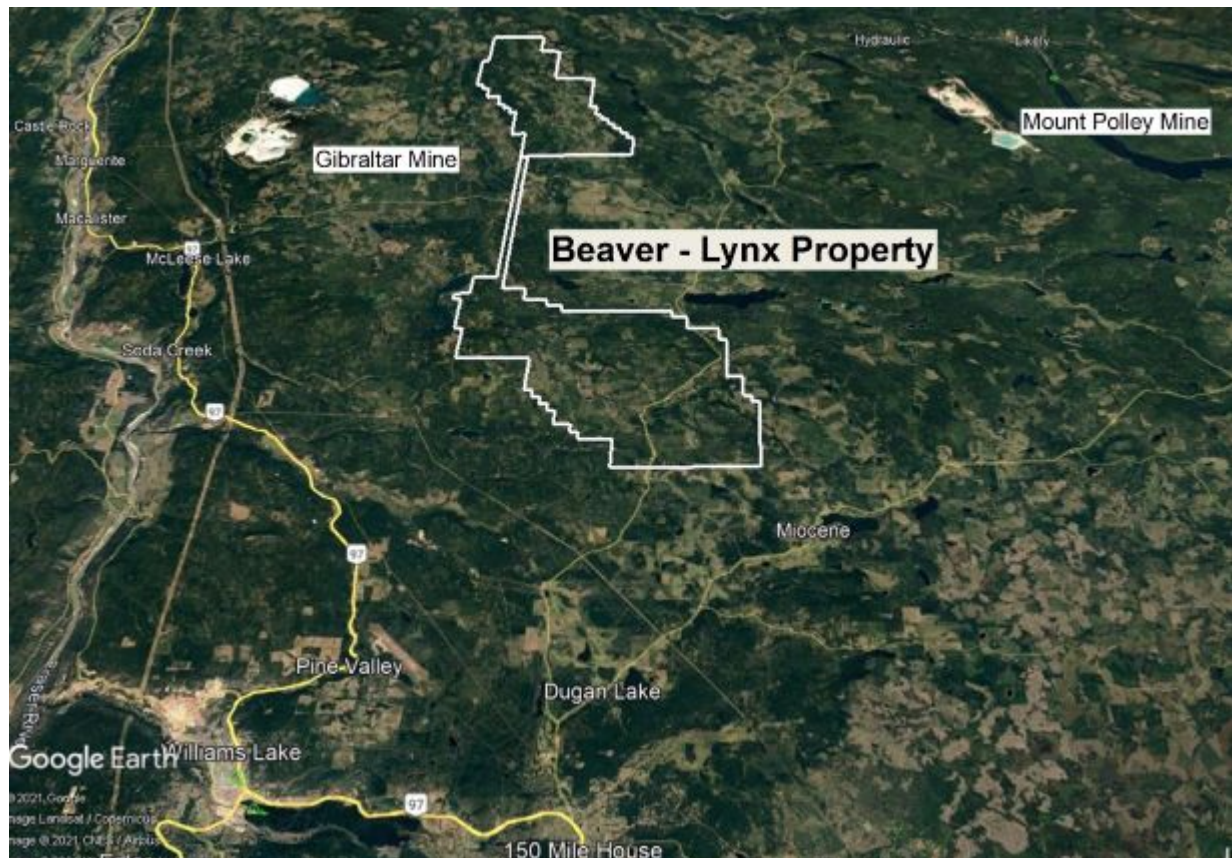 Hydraulic
Likely
Castle Rock
Gibraltar Mine
Mount Polley Mine
Marguerite
Macalister
97
McLeese Lake
Beaver - Lynx Property
Soda Creek
97
Miocene
97
Pine Valley
Dugan Lake
Google Earth
Williams Lake
97
150 Mile House